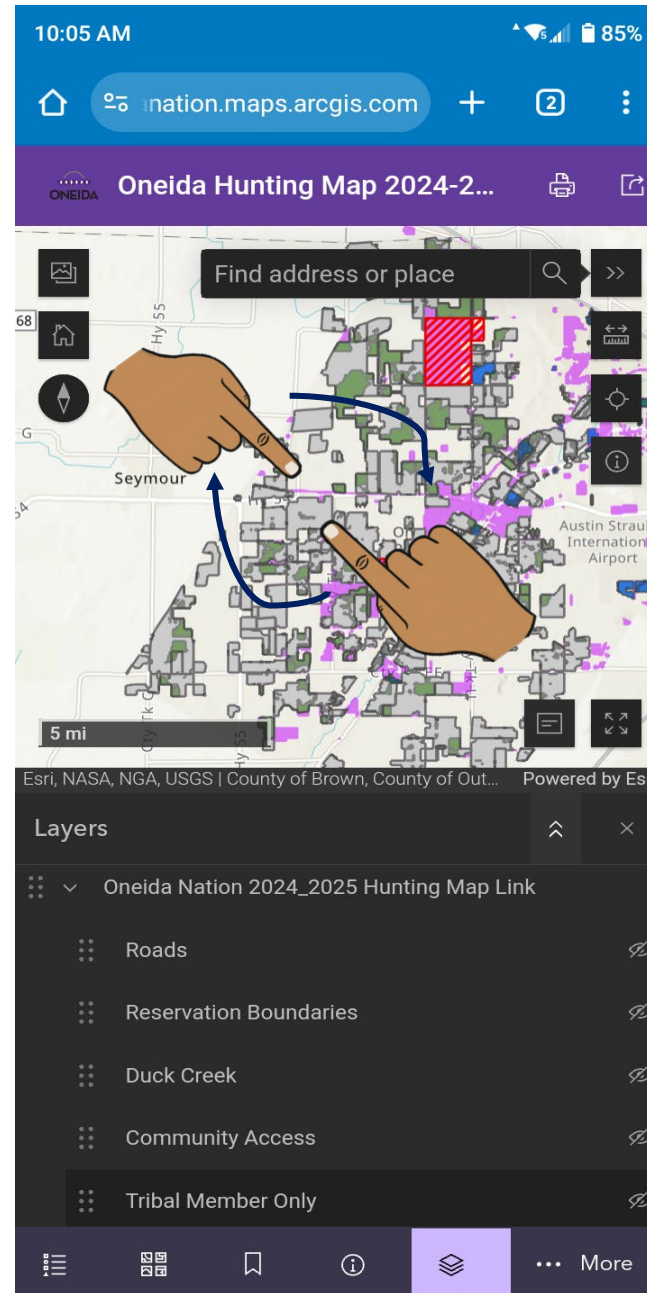 10:05 AM
85%
nation.maps.arcgis.com
2
ONEIDA
Oneida Hunting Map 2024-2...
Find address or place
68
Hy 55
G
Seymour
54
Austin Straul
International
Airport
5 mi
Hy 55
Esri, NASA, NGA, USGS | County of Brown, County of Out...
Powered by Es
Layers
Oneida Nation 2024_2025 Hunting Map Link
Roads
Reservation Boundaries
Duck Creek
Community Access
Tribal Member Only
More